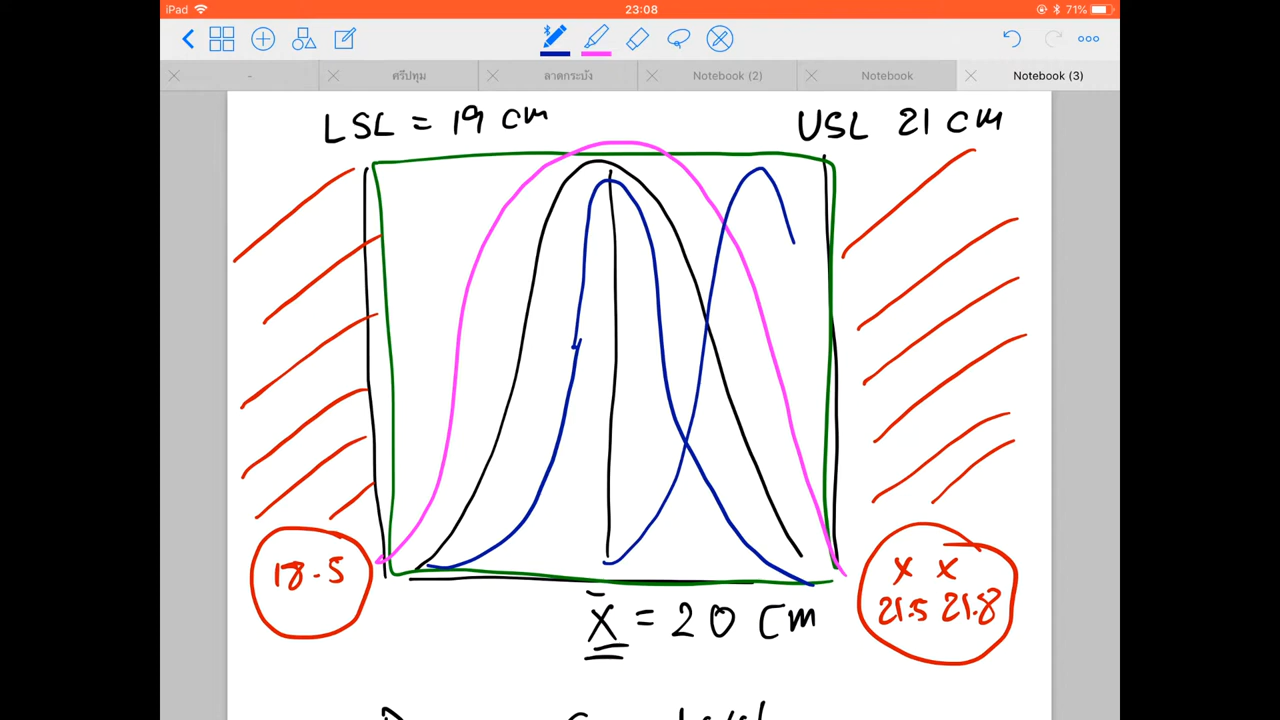 iPad 23:08 71%
- ศรีปทุม ลาดกระบัง Notebook (2) Notebook Notebook (3)
LSL = 19 cm USL 21 cm
18.5
x x
21.5 21.8
x̄ = 20 cm